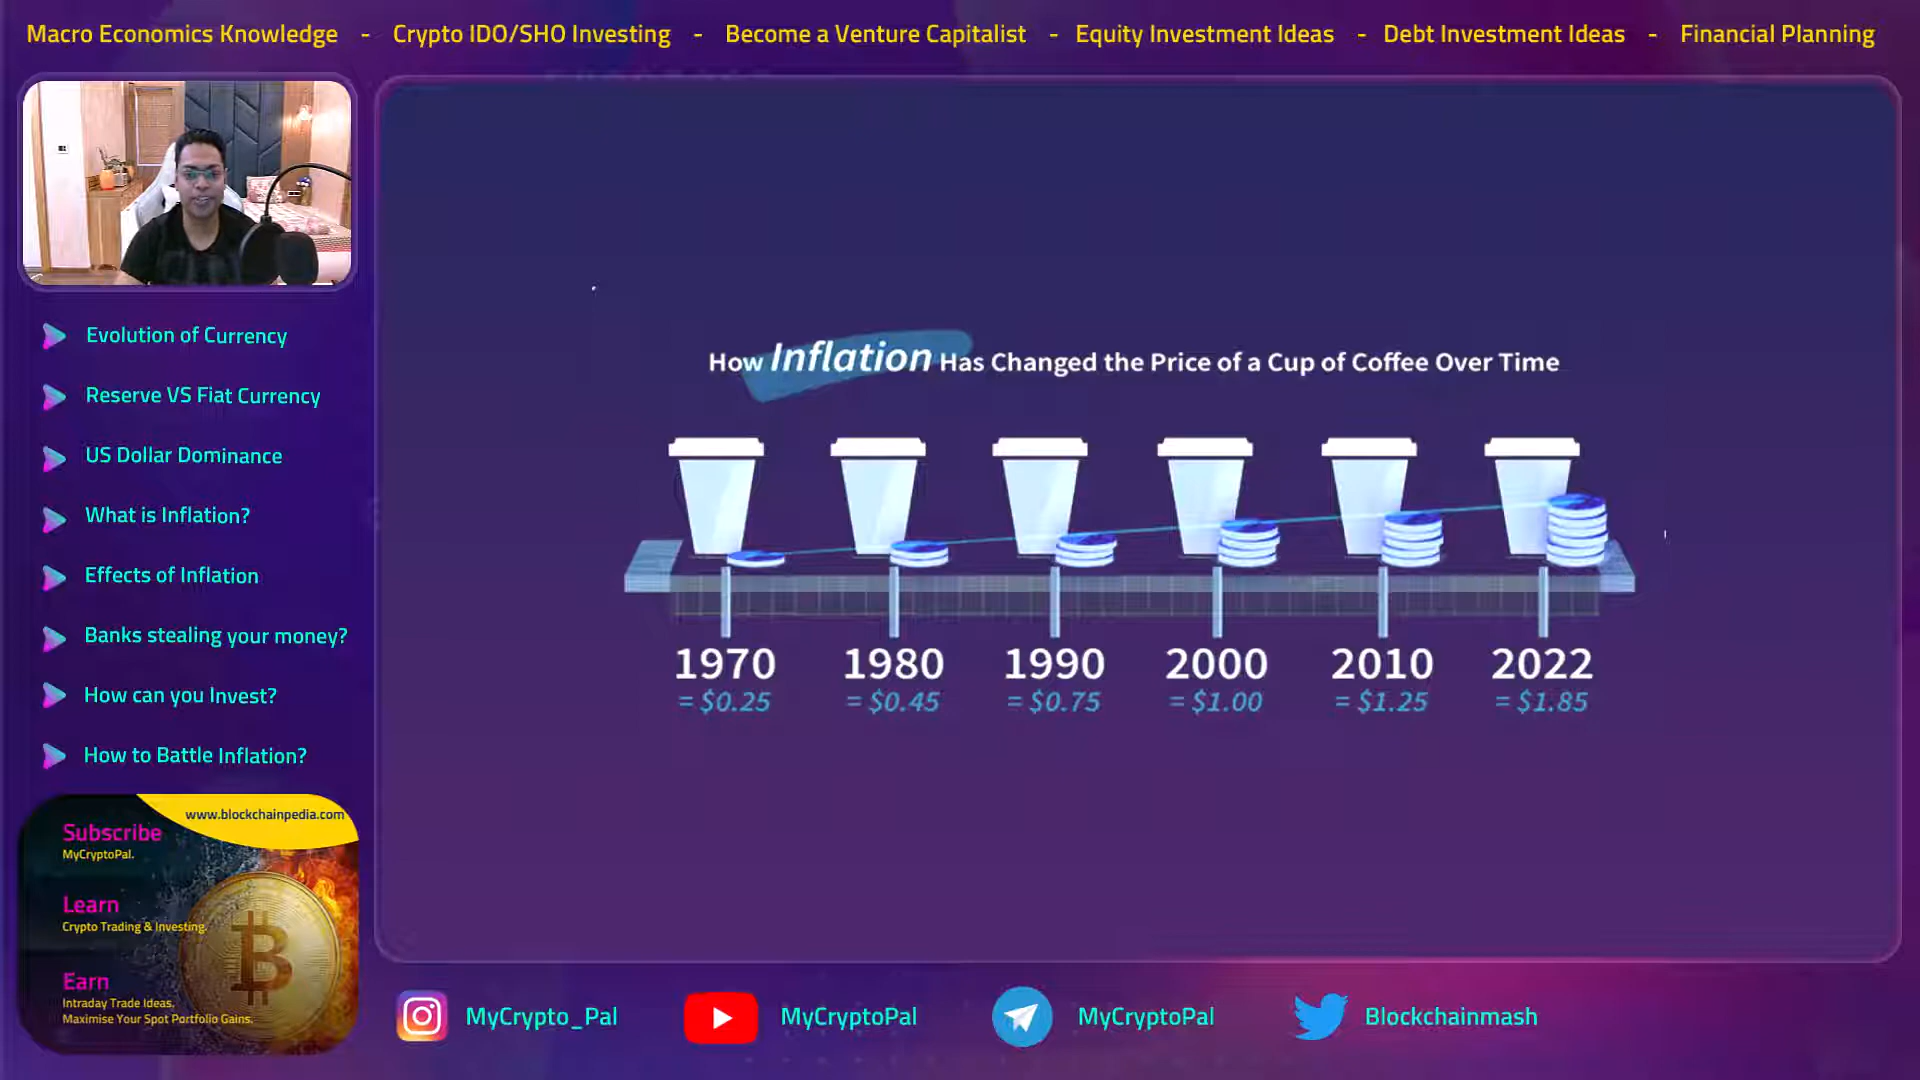 Macro Economics Knowledge - Crypto IDO/SHO Investing - Become a Venture Capitalist - Equity Investment Ideas - Debt Investment Ideas - Financial Planning
Evolution of Currency
Reserve VS Fiat Currency
US Dollar Dominance
What is Inflation?
Effects of Inflation
Banks stealing your money?
How can you Invest?
How to Battle Inflation?
www.blockchainpedia.com
Subscribe
MyCryptoPal.
Learn
Crypto Trading & Investing.
Earn
Intraday Trade Ideas.
Maximise Your Spot Portfolio Gains.
How Inflation Has Changed the Price of a Cup of Coffee Over Time
1970 1980 1990 2000 2010 2022
= $0.25 = $0.45 = $0.75 = $1.00 = $1.25 = $1.85
MyCrypto_Pal MyCryptoPal MyCryptoPal Blockchainmash